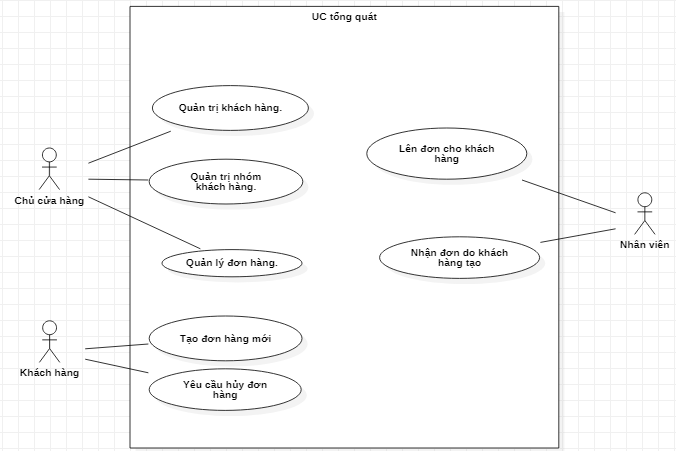 UC tổng quát
Quản trị khách hàng.
Chủ cửa hàng
Quản trị nhóm
khách hàng.
Quản lý đơn hàng.
Lên đơn cho khách
hàng
Nhận đơn do khách
hàng tạo
Nhân viên
Khách hàng
Tạo đơn hàng mới
Yêu cầu hủy đơn
hàng